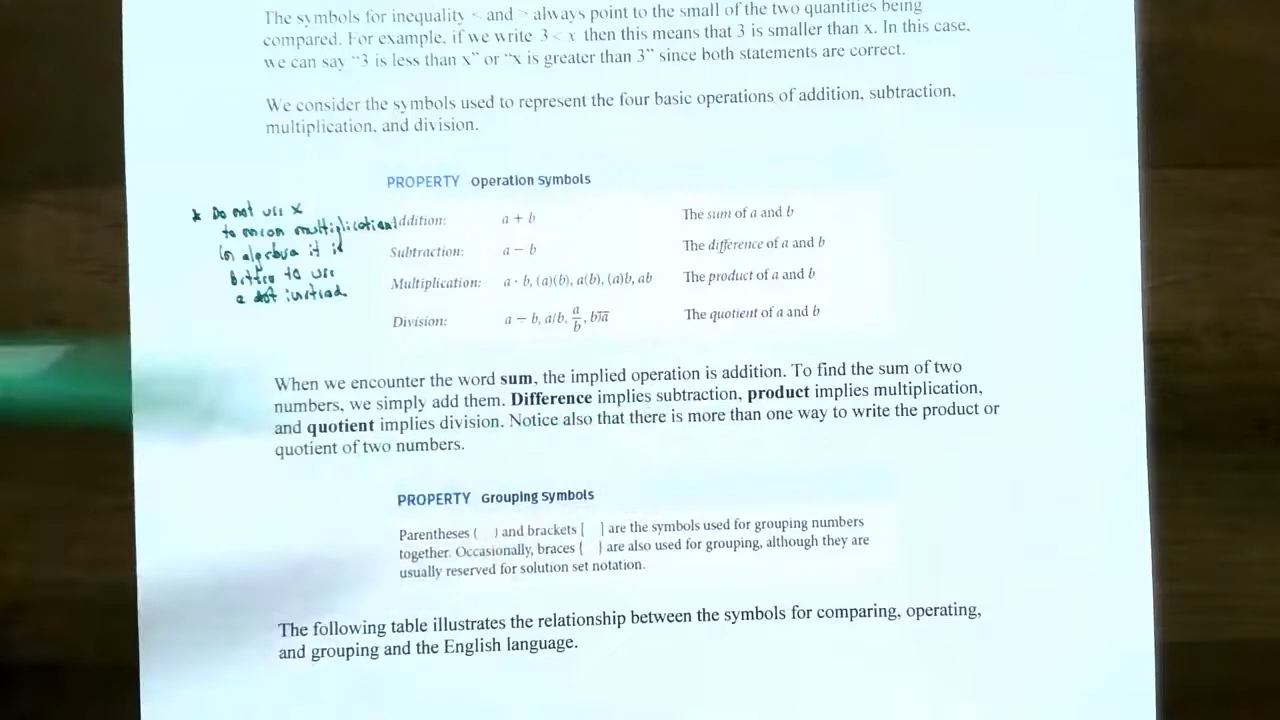 The symbols for inequality < and > always point to the small of the two quantities being
compared. For example, if we write 3 < x then this means that 3 is smaller than x. In this case,
we can say “3 is less than x” or “x is greater than 3” since both statements are correct.
We consider the symbols used to represent the four basic operations of addition, subtraction,
multiplication, and division.
PROPERTY Operation Symbols
* Do not use x
to mean multiplication!
In algebra it is
better to use
a dot instead.
Addition: a + b The sum of a and b
Subtraction: a − b The difference of a and b
Multiplication: a · b, (a)(b), a(b), (a)b, ab The product of a and b
Division: a ÷ b, a/b, a/b, b)a The quotient of a and b
When we encounter the word sum, the implied operation is addition. To find the sum of two
numbers, we simply add them. Difference implies subtraction, product implies multiplication,
and quotient implies division. Notice also that there is more than one way to write the product or
quotient of two numbers.
PROPERTY Grouping Symbols
Parentheses ( ) and brackets [ ] are the symbols used for grouping numbers
together. Occasionally, braces { } are also used for grouping, although they are
usually reserved for solution set notation.
The following table illustrates the relationship between the symbols for comparing, operating,
and grouping and the English language.